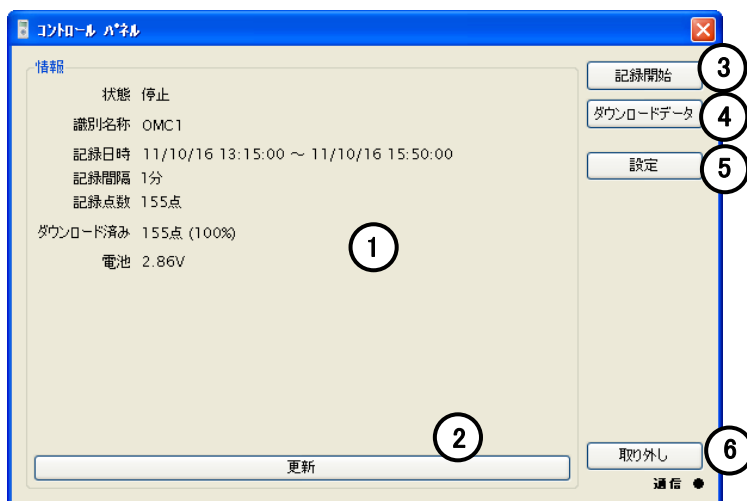 コントロール パネル
情報
状態 停止
識別名称 OMC1
記録日時 11/10/16 13:15:00 ~ 11/10/16 15:50:00
記録間隔 1分
記録点数 155点
ダウンロード済み 155点 (100%)
電池 2.86V
1
2
更新
記録開始 3
ダウンロードデータ 4
設定 5
取り外し 6
通信 ●